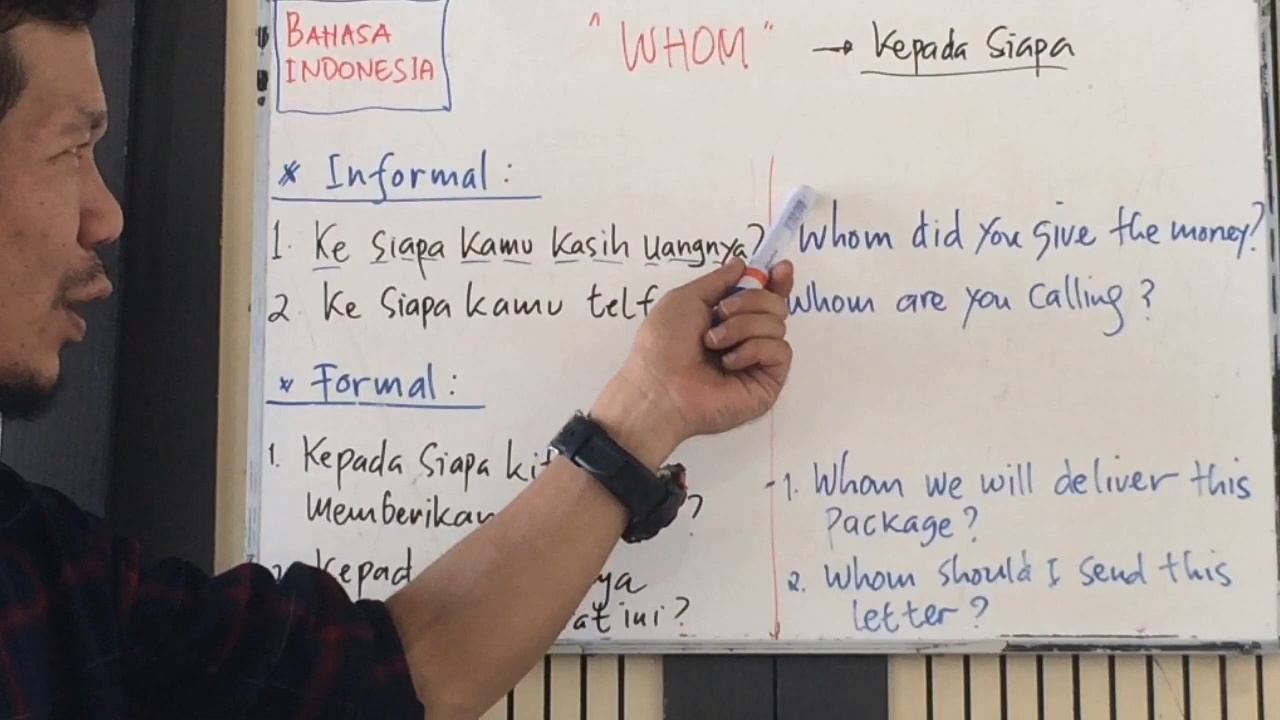 BAHASA
INDONESIA
"WHOM" → Kepada Siapa
* Informal :
1. Ke siapa kamu kasih uangnya?
Whom did you give the money?
2. Ke siapa kamu telf
Whom are you calling ?
* Formal :
1. Kepada Siapa
Memberikan ?
ini ?
1. Whom we will deliver this
package ?
2. Whom should I send this
letter ?